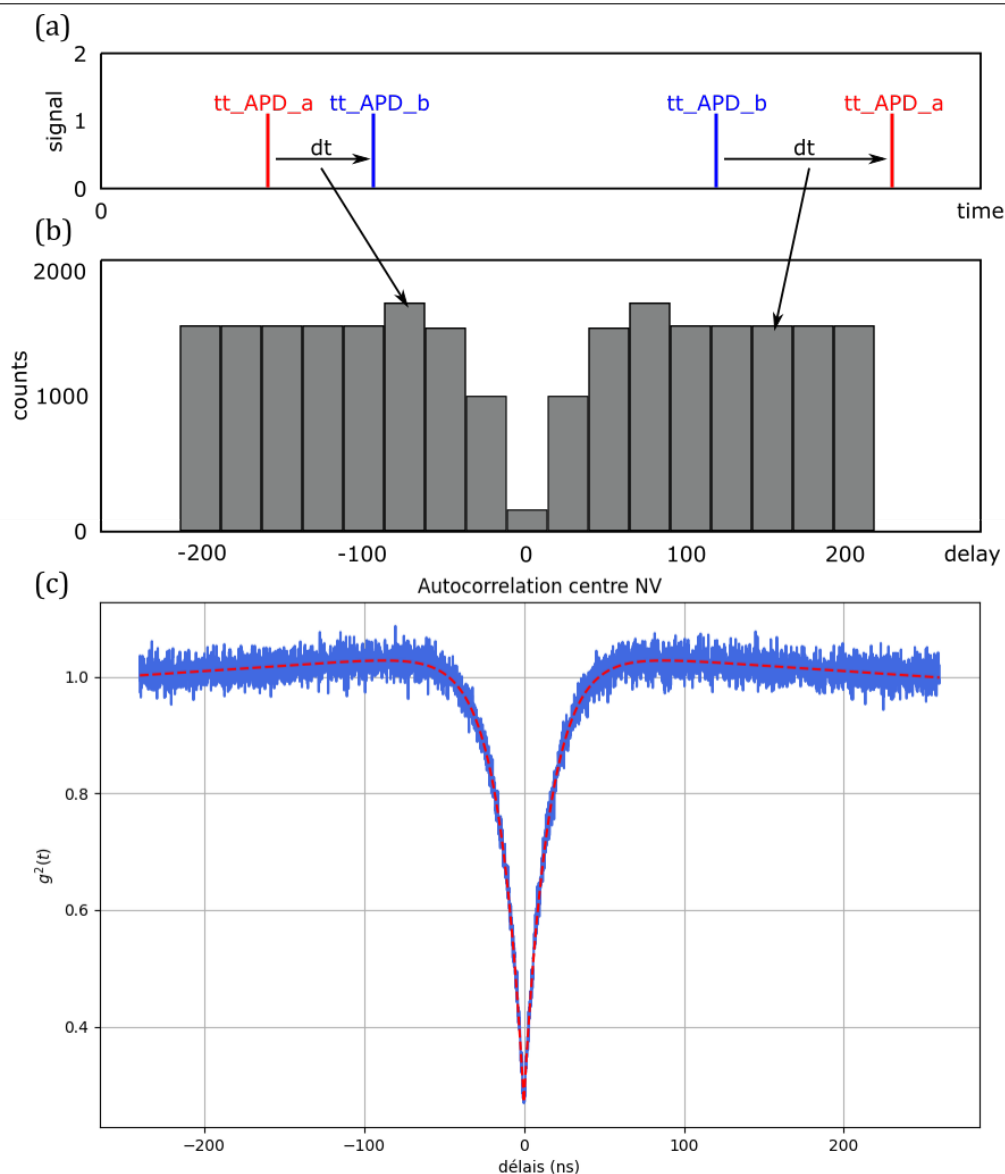 (a)
2
tt_APD_a tt_APD_b tt_APD_b tt_APD_a
signal
1
dt dt
0
0 time
(b)
2000
counts
1000
0
-200 -100 0 100 200 delay
(c) Autocorrelation centre NV
1.0
0.8
g²(t)
0.6
0.4
−200 −100 0 100 200
délais (ns)